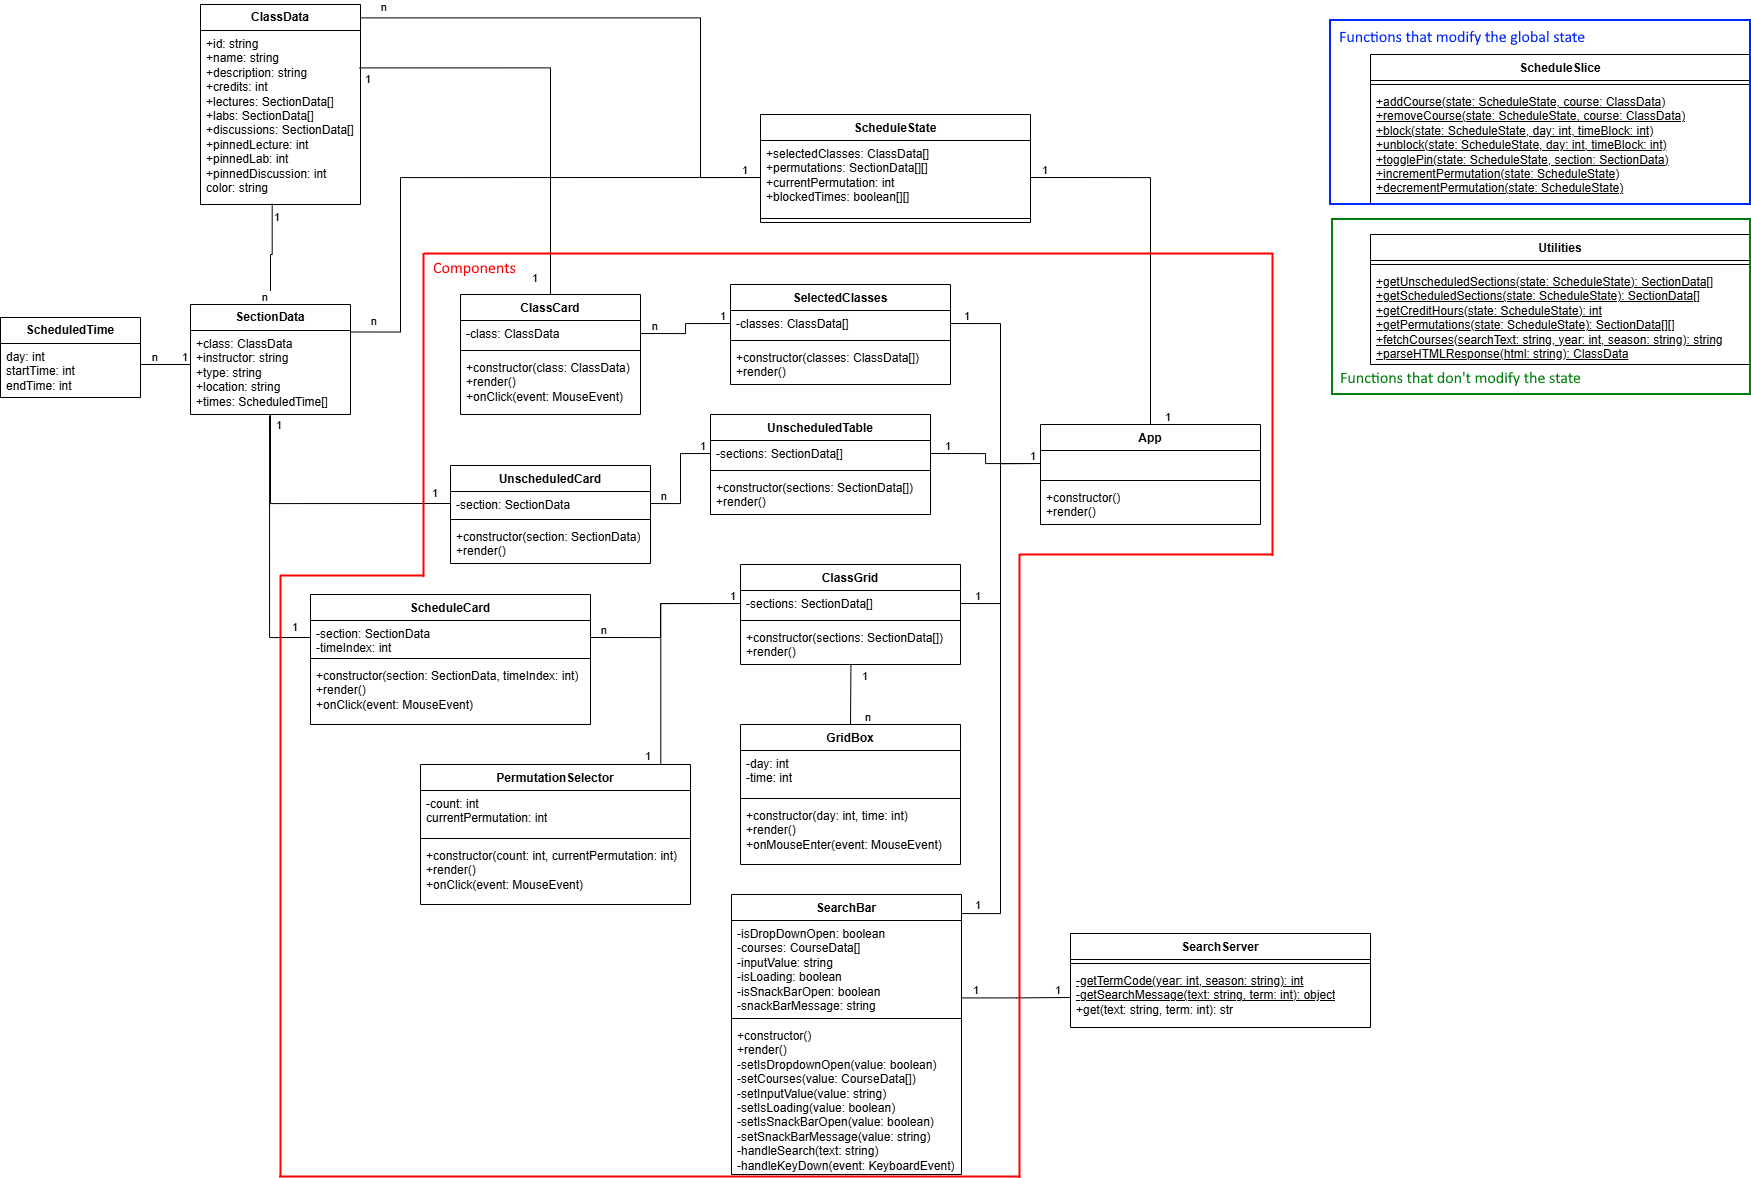 ClassData
+id: string
+name: string
+description: string
+credits: int
+lectures: SectionData[]
+labs: SectionData[]
+discussions: SectionData[]
+pinnedLecture: int
+pinnedLab: int
+pinnedDiscussion: int
color: string
n
1
1
n
ScheduleState
+selectedClasses: ClassData[]
+permutations: SectionData[][]
+currentPermutation: int
+blockedTimes: boolean[][]
1
1
Functions that modify the global state
ScheduleSlice
+addCourse(state: ScheduleState, course: ClassData)
+removeCourse(state: ScheduleState, course: ClassData)
+block(state: ScheduleState, day: int, timeBlock: int)
+unblock(state: ScheduleState, day: int, timeBlock: int)
+togglePin(state: ScheduleState, section: SectionData)
+incrementPermutation(state: ScheduleState)
+decrementPermutation(state: ScheduleState)
Utilities
+getUnscheduledSections(state: ScheduleState): SectionData[]
+getScheduledSections(state: ScheduleState): SectionData[]
+getCreditHours(state: ScheduleState): int
+getPermutations(state: ScheduleState): SectionData[][]
+fetchCourses(searchText: string, year: int, season: string): string
+parseHTMLResponse(html: string): ClassData
Functions that don't modify the state
ScheduledTime
day: int
startTime: int
endTime: int
n
1
SectionData
+class: ClassData
+instructor: string
+type: string
+location: string
+times: ScheduledTime[]
n
1
Components
1
ClassCard
-class: ClassData
+constructor(class: ClassData)
+render()
+onClick(event: MouseEvent)
n
1
SelectedClasses
-classes: ClassData[]
+constructor(classes: ClassData[])
+render()
1
1
UnscheduledCard
-section: SectionData
+constructor(section: SectionData)
+render()
n
1
UnscheduledTable
-sections: SectionData[]
+constructor(sections: SectionData[])
+render()
1
1
1
App
+constructor()
+render()
1
ScheduleCard
-section: SectionData
-timeIndex: int
+constructor(section: SectionData, timeIndex: int)
+render()
+onClick(event: MouseEvent)
n
1
ClassGrid
-sections: SectionData[]
+constructor(sections: SectionData[])
+render()
1
1
n
GridBox
-day: int
-time: int
+constructor(day: int, time: int)
+render()
+onMouseEnter(event: MouseEvent)
1
PermutationSelector
-count: int
currentPermutation: int
+constructor(count: int, currentPermutation: int)
+render()
+onClick(event: MouseEvent)
SearchBar
-isDropDownOpen: boolean
-courses: CourseData[]
-inputValue: string
-isLoading: boolean
-isSnackBarOpen: boolean
-snackBarMessage: string
+constructor()
+render()
-setIsDropdownOpen(value: boolean)
-setCourses(value: CourseData[])
-setInputValue(value: string)
-setIsLoading(value: boolean)
-setIsSnackBarOpen(value: boolean)
-setSnackBarMessage(value: string)
-handleSearch(text: string)
-handleKeyDown(event: KeyboardEvent)
1
1
1
SearchServer
-getTermCode(year: int, season: string): int
-getSearchMessage(text: string, term: int): object
+get(text: string, term: int): str